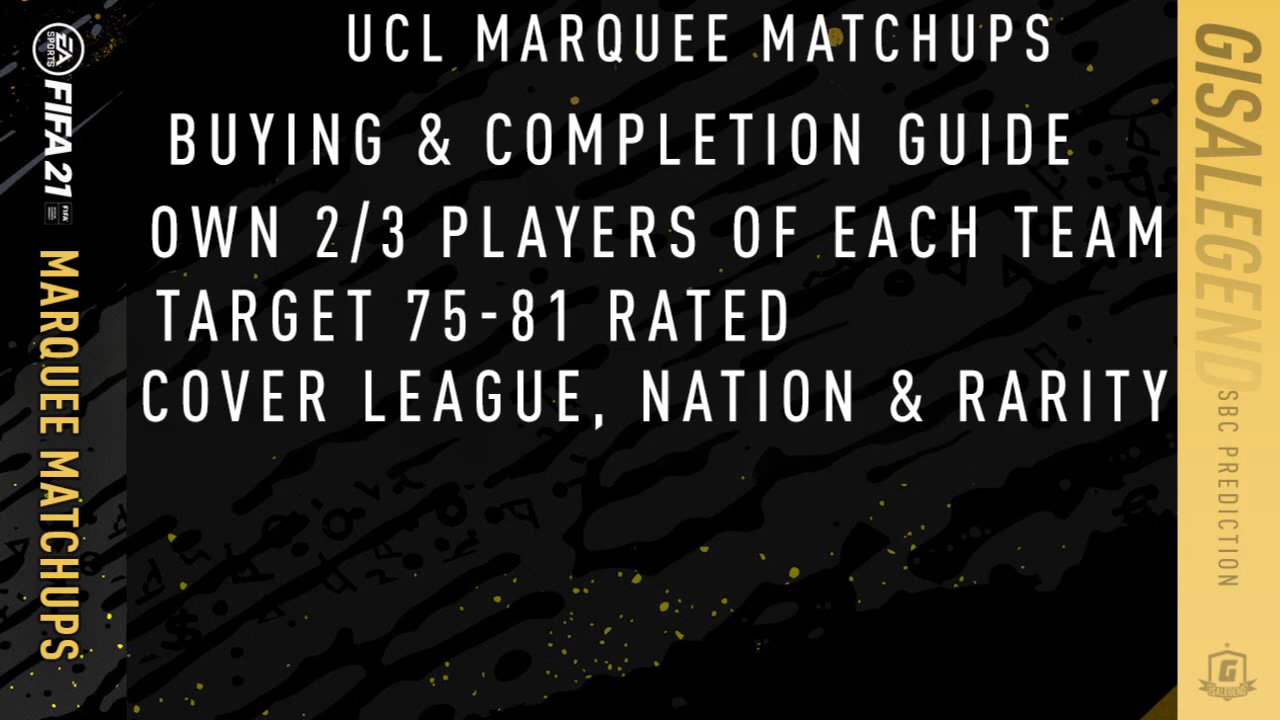 UCL MARQUEE MATCHUPS
BUYING & COMPLETION GUIDE
OWN 2/3 PLAYERS OF EACH TEAM
TARGET 75-81 RATED
COVER LEAGUE, NATION & RARITY
EA SPORTS
FIFA 21
MARQUEE MATCHUPS
GISALEGEND
SBC PREDICTION
G
GISALEGEND